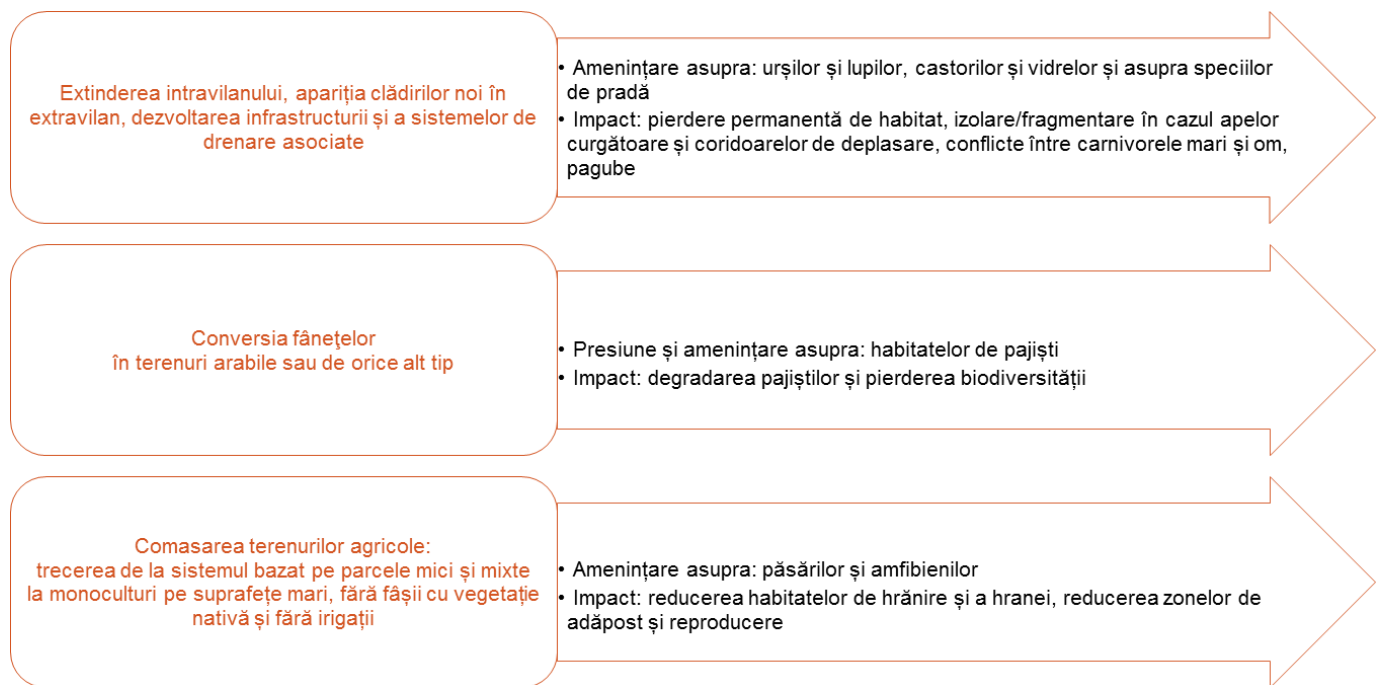 Extinderea intravilanului, apariția clădirilor noi în
extravilan, dezvoltarea infrastructurii și a sistemelor de
drenare asociate
• Amenințare asupra: urșilor și lupilor, castorilor și vidrelor și asupra speciilor
de pradă
• Impact: pierdere permanentă de habitat, izolare/fragmentare în cazul apelor
curgătoare și coridoarelor de deplasare, conflicte între carnivorele mari și om,
pagube
Conversia fâneţelor
în terenuri arabile sau de orice alt tip
• Presiune și amenințare asupra: habitatelor de pajiști
• Impact: degradarea pajiștilor și pierderea biodiversității
Comasarea terenurilor agricole:
trecerea de la sistemul bazat pe parcele mici și mixte
la monoculturi pe suprafețe mari, fără fâșii cu vegetație
nativă și fără irigații
• Amenințare asupra: păsărilor și amfibienilor
• Impact: reducerea habitatelor de hrănire și a hranei, reducerea zonelor de
adăpost și reproducere